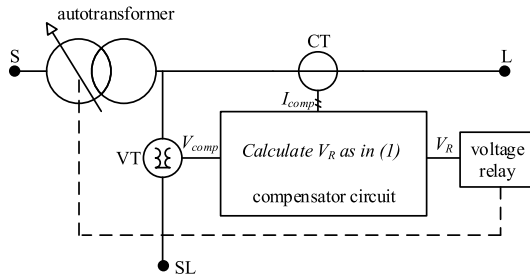 autotransformer
S
CT
L
I_comp
VT
V_comp
Calculate V_R as in (1)
compensator circuit
V_R
voltage
relay
SL